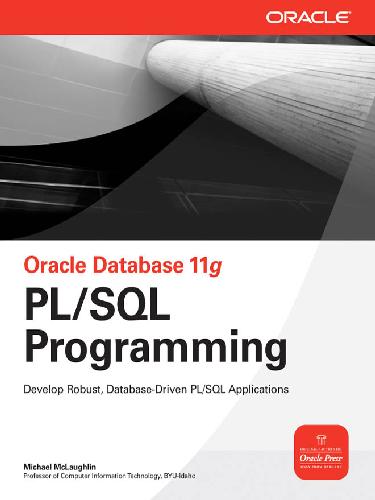 ORACLE
Oracle Database 11g
PL/SQL
Programming
Develop Robust, Database-Driven PL/SQL Applications
Michael McLaughlin
Professor of Computer Information Technology, BYU-Idaho
Oracle Press